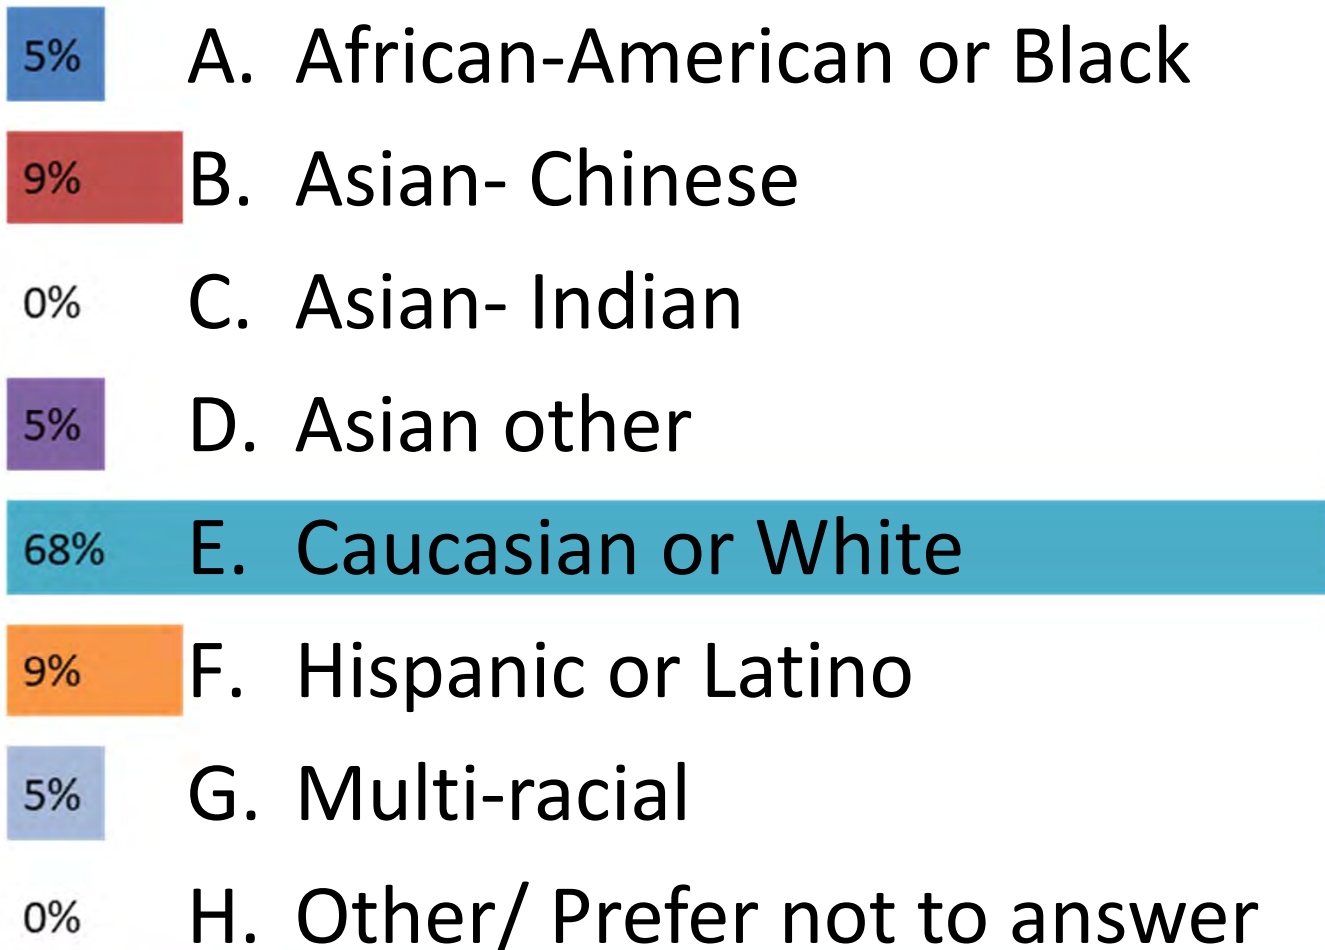 5% A. African-American or Black
9% B. Asian- Chinese
0% C. Asian- Indian
5% D. Asian other
68% E. Caucasian or White
9% F. Hispanic or Latino
5% G. Multi-racial
0% H. Other/ Prefer not to answer